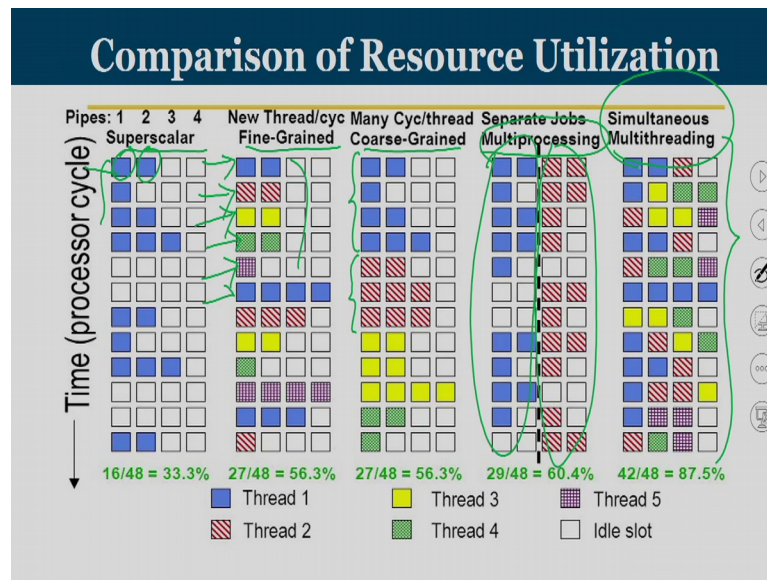 Comparison of Resource Utilization
Pipes: 1 2 3 4
Superscalar
New Thread/cyc
Fine-Grained
Many Cyc/thread
Coarse-Grained
Separate Jobs
Multiprocessing
Simultaneous
Multithreading
Time (processor cycle)
16/48 = 33.3%
27/48 = 56.3%
27/48 = 56.3%
29/48 = 60.4%
42/48 = 87.5%
Thread 1
Thread 3
Thread 5
Thread 2
Thread 4
Idle slot